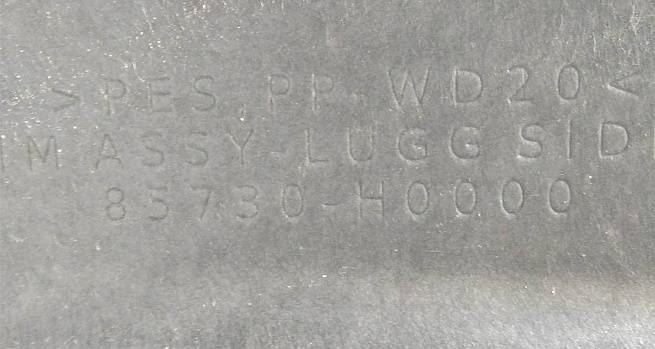 >PES, PP-WD20<
IM ASSY-LUGG SID
85730-H0000